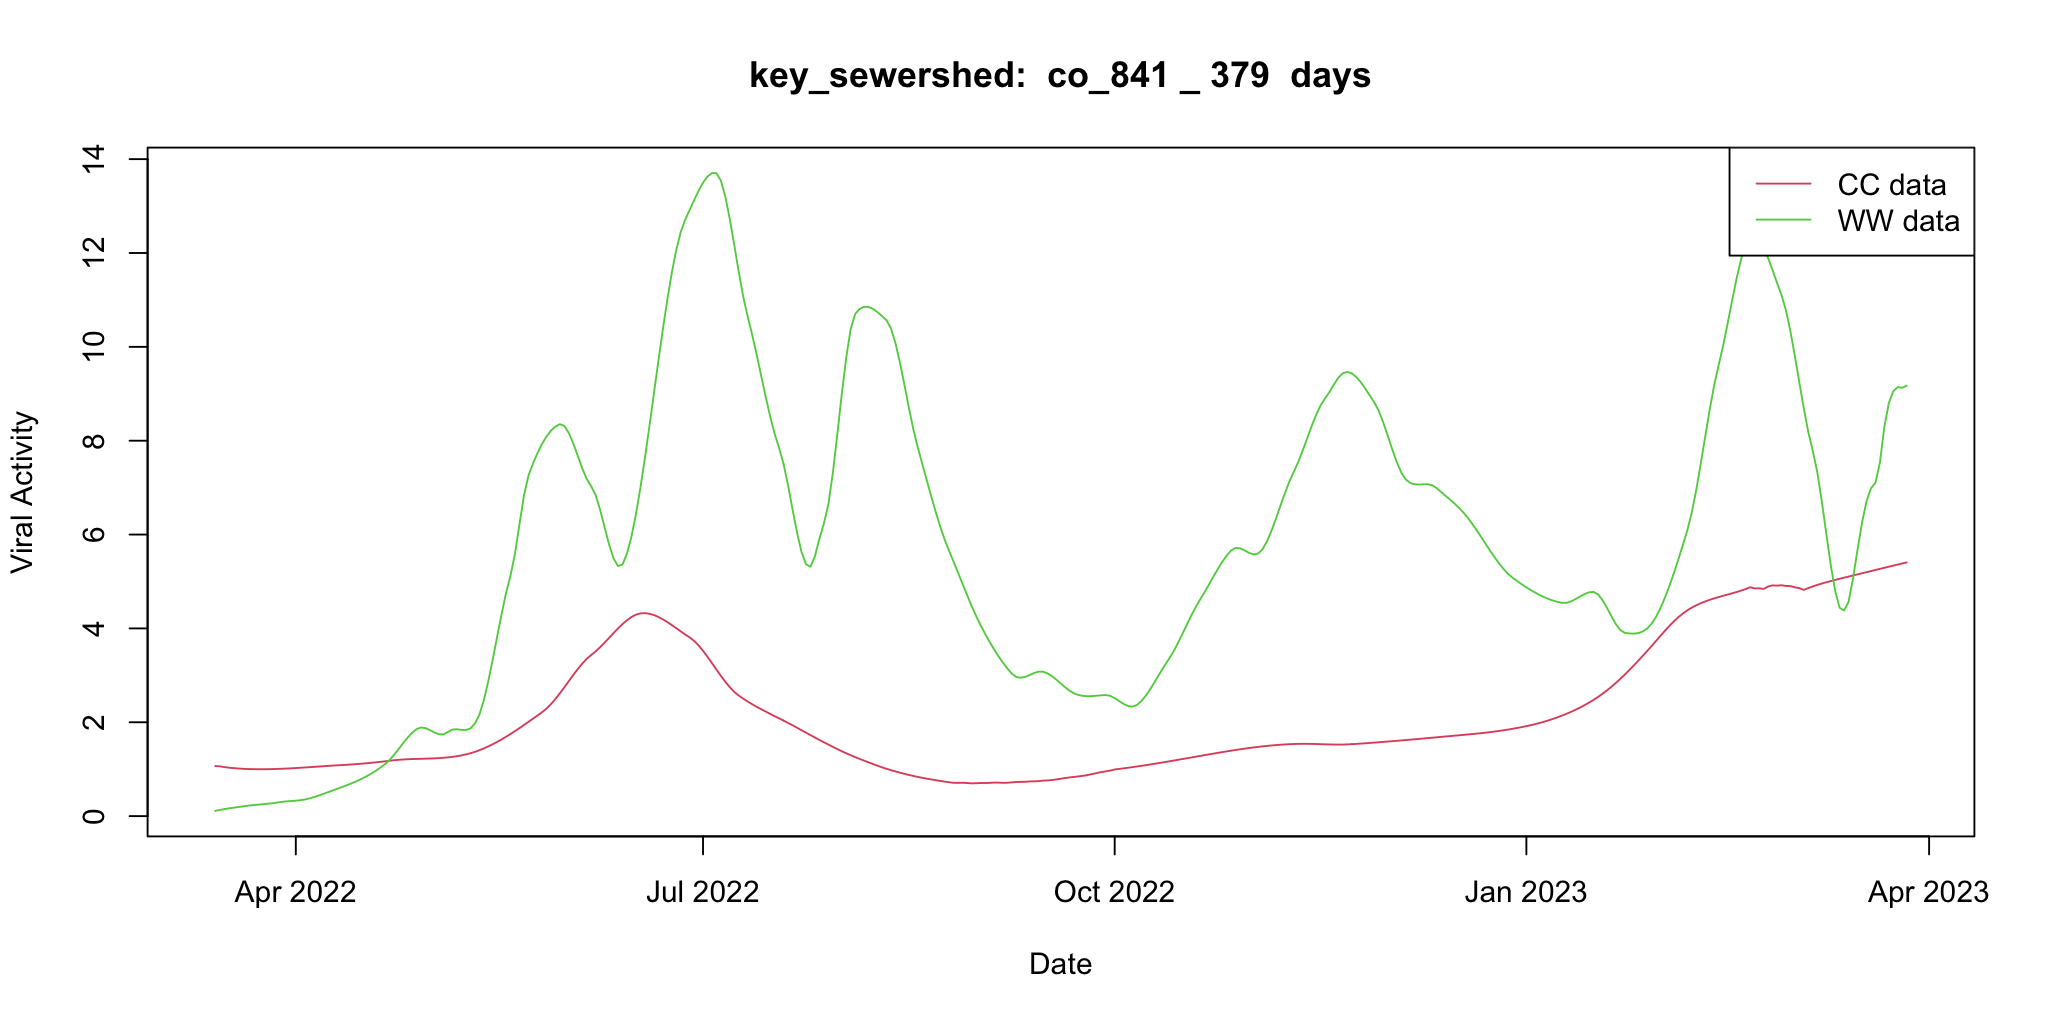 key_sewershed: co_841 _ 379 days
CC data
WW data
Viral Activity
14
12
10
8
6
4
2
0
Apr 2022
Jul 2022
Oct 2022
Jan 2023
Apr 2023
Date